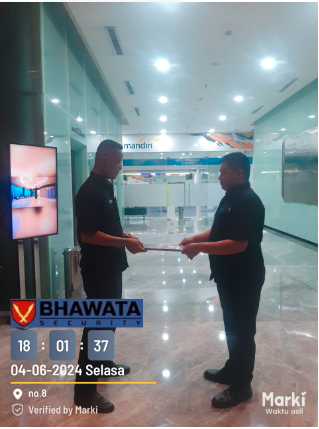 mandiri
BHAWATA
SECURITY
18 : 01 : 37
04-06-2024 Selasa
no.8
Verified by Marki
Marki
Waktu asli